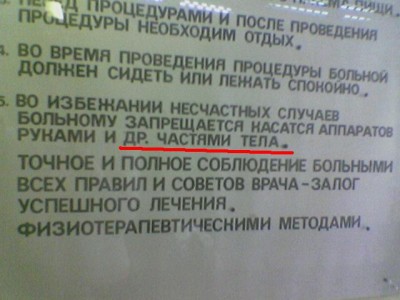 ПИЩИ.
ПЕРЕД ПРОЦЕДУРАМИ И ПОСЛЕ ПРОВЕДЕНИЯ
ПРОЦЕДУРЫ НЕОБХОДИМ ОТДЫХ.
4. ВО ВРЕМЯ ПРОВЕДЕНИЯ ПРОЦЕДУРЫ БОЛЬНОЙ
ДОЛЖЕН СИДЕТЬ ИЛИ ЛЕЖАТЬ СПОКОЙНО.
5. ВО ИЗБЕЖАНИИ НЕСЧАСТНЫХ СЛУЧАЕВ
БОЛЬНОМУ ЗАПРЕЩАЕТСЯ КАСАТСЯ АППАРАТОВ
РУКАМИ И ДР. ЧАСТЯМИ ТЕЛА.
ТОЧНОЕ И ПОЛНОЕ СОБЛЮДЕНИЕ БОЛЬНЫМИ
ВСЕХ ПРАВИЛ И СОВЕТОВ ВРАЧА-ЗАЛОГ
УСПЕШНОГО ЛЕЧЕНИЯ.
ФИЗИОТЕРАПЕВТИЧЕСКИМИ МЕТОДАМИ.